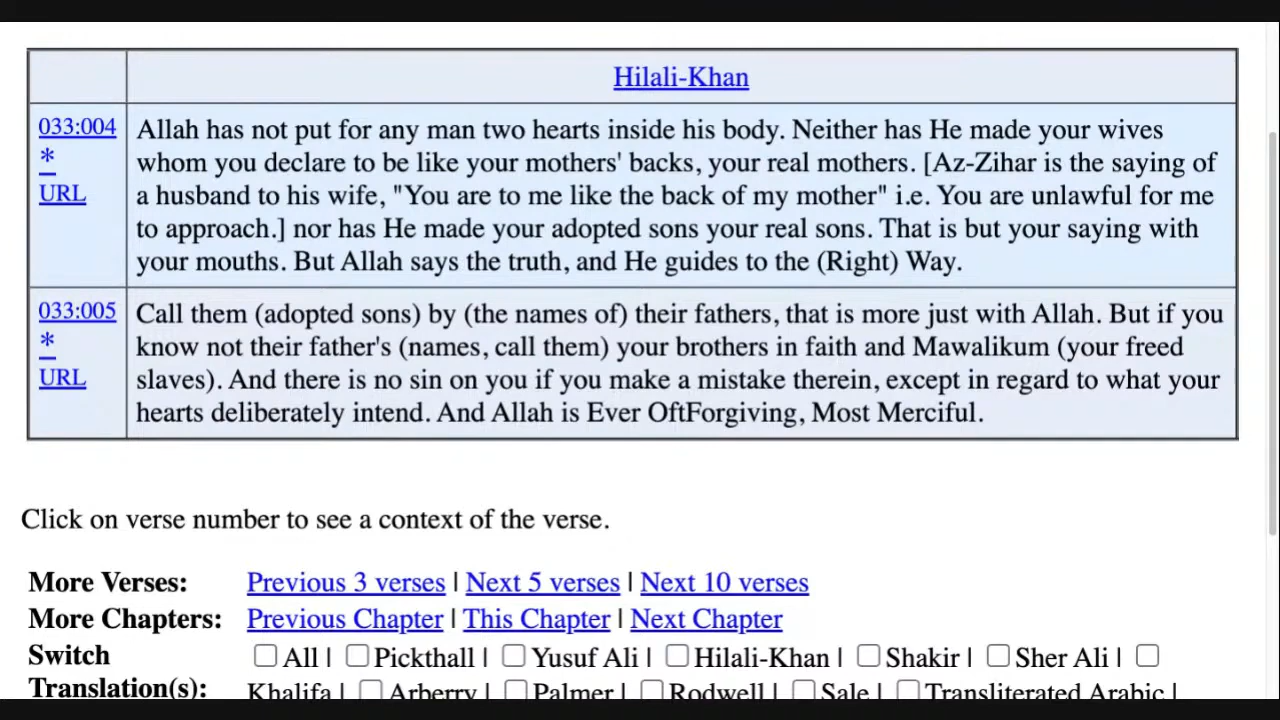 Hilali-Khan
033:004
*
URL
Allah has not put for any man two hearts inside his body. Neither has He made your wives
whom you declare to be like your mothers' backs, your real mothers. [Az-Zihar is the saying of
a husband to his wife, "You are to me like the back of my mother" i.e. You are unlawful for me
to approach.] nor has He made your adopted sons your real sons. That is but your saying with
your mouths. But Allah says the truth, and He guides to the (Right) Way.
033:005
*
URL
Call them (adopted sons) by (the names of) their fathers, that is more just with Allah. But if you
know not their father's (names, call them) your brothers in faith and Mawalikum (your freed
slaves). And there is no sin on you if you make a mistake therein, except in regard to what your
hearts deliberately intend. And Allah is Ever OftForgiving, Most Merciful.
Click on verse number to see a context of the verse.
More Verses: Previous 3 verses | Next 5 verses | Next 10 verses
More Chapters: Previous Chapter | This Chapter | Next Chapter
Switch All | Pickthall | Yusuf Ali | Hilali-Khan | Shakir | Sher Ali |
Translation(s): Khalifa | Arberry | Palmer | Rodwell | Sale | Transliterated Arabic |